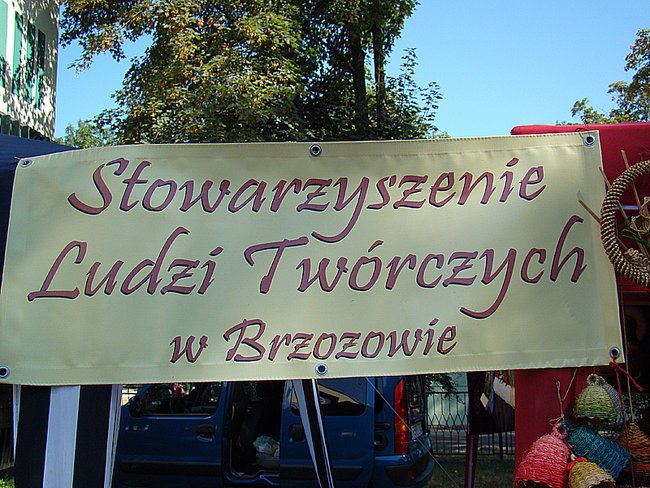 Stowarzyszenie
Ludzi Twórczych
w Brzozowie